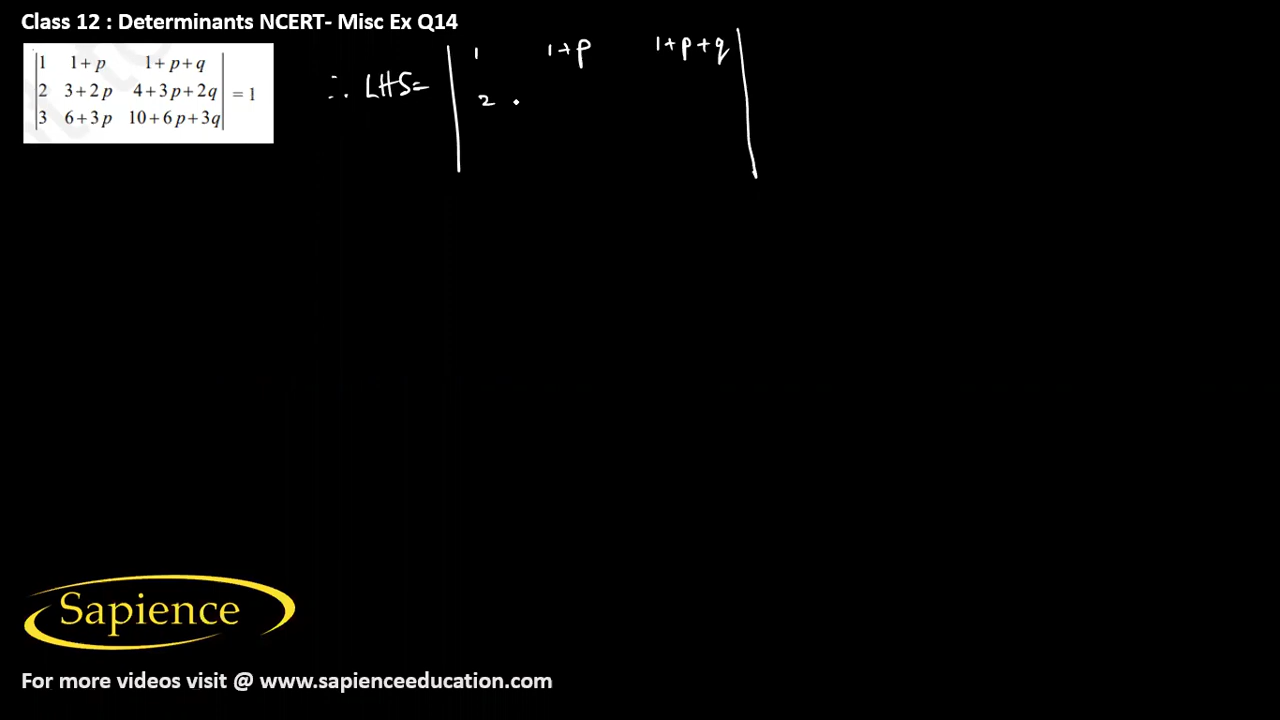 Class 12 : Determinants NCERT- Misc Ex Q14
|1 1+p 1+p+q|
|2 3+2p 4+3p+2q| = 1
|3 6+3p 10+6p+3q|
∴ LHS= | 1 1+p 1+p+q |
2 .
Sapience
For more videos visit @ www.sapienceeducation.com